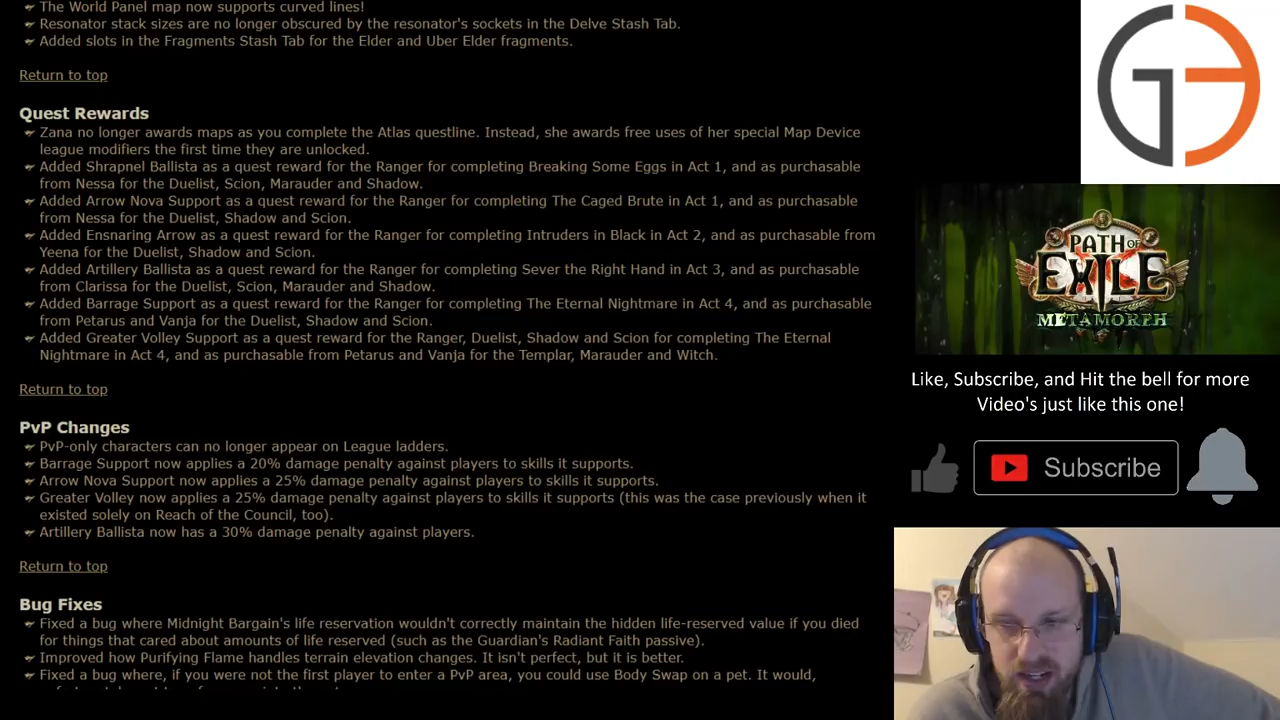 The World Panel map now supports curved lines!
Resonator stack sizes are no longer obscured by the resonator's sockets in the Delve Stash Tab.
Added slots in the Fragments Stash Tab for the Elder and Uber Elder fragments.
Return to top
Quest Rewards
Zana no longer awards maps as you complete the Atlas questline. Instead, she awards free uses of her special Map Device
league modifiers the first time they are unlocked.
Added Shrapnel Ballista as a quest reward for the Ranger for completing Breaking Some Eggs in Act 1, and as purchasable
from Nessa for the Duelist, Scion, Marauder and Shadow.
Added Arrow Nova Support as a quest reward for the Ranger for completing The Caged Brute in Act 1, and as purchasable
from Nessa for the Duelist, Shadow and Scion.
Added Ensnaring Arrow as a quest reward for the Ranger for completing Intruders in Black in Act 2, and as purchasable from
Yeena for the Duelist, Shadow and Scion.
Added Artillery Ballista as a quest reward for the Ranger for completing Sever the Right Hand in Act 3, and as purchasable
from Clarissa for the Duelist, Scion, Marauder and Shadow.
Added Barrage Support as a quest reward for the Ranger for completing The Eternal Nightmare in Act 4, and as purchasable
from Petarus and Vanja for the Duelist, Shadow and Scion.
Added Greater Volley Support as a quest reward for the Ranger, Duelist, Shadow and Scion for completing The Eternal
Nightmare in Act 4, and as purchasable from Petarus and Vanja for the Templar, Marauder and Witch.
Return to top
PvP Changes
PvP-only characters can no longer appear on League ladders.
Barrage Support now applies a 20% damage penalty against players to skills it supports.
Arrow Nova Support now applies a 25% damage penalty against players to skills it supports.
Greater Volley now applies a 25% damage penalty against players to skills it supports (this was the case previously when it
existed solely on Reach of the Council, too).
Artillery Ballista now has a 30% damage penalty against players.
Return to top
Bug Fixes
Fixed a bug where Midnight Bargain's life reservation wouldn't correctly maintain the hidden life-reserved value if you died
for things that cared about amounts of life reserved (such as the Guardian's Radiant Faith passive).
Improved how Purifying Flame handles terrain elevation changes. It isn't perfect, but it is better.
Fixed a bug where, if you were not the first player to enter a PvP area, you could use Body Swap on a pet. It would,
PATH OF
EXILE
METAMORPH
Like, Subscribe, and Hit the bell for more
Video's just like this one!
Subscribe